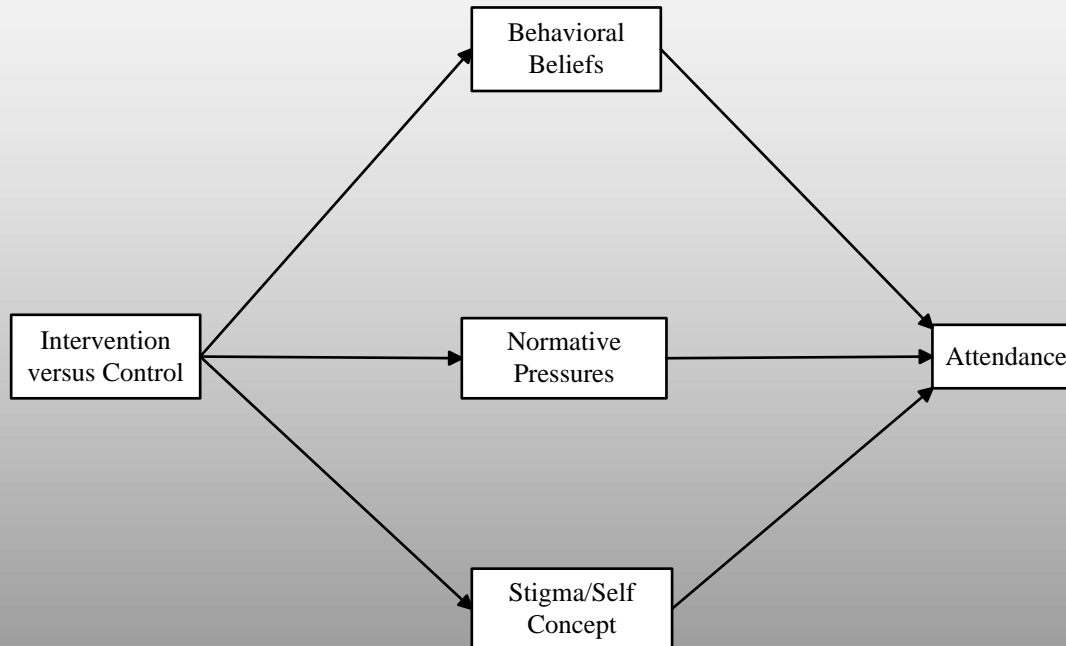 Behavioral
Beliefs
Intervention
versus Control
Normative
Pressures
Attendance
Stigma/Self
Concept